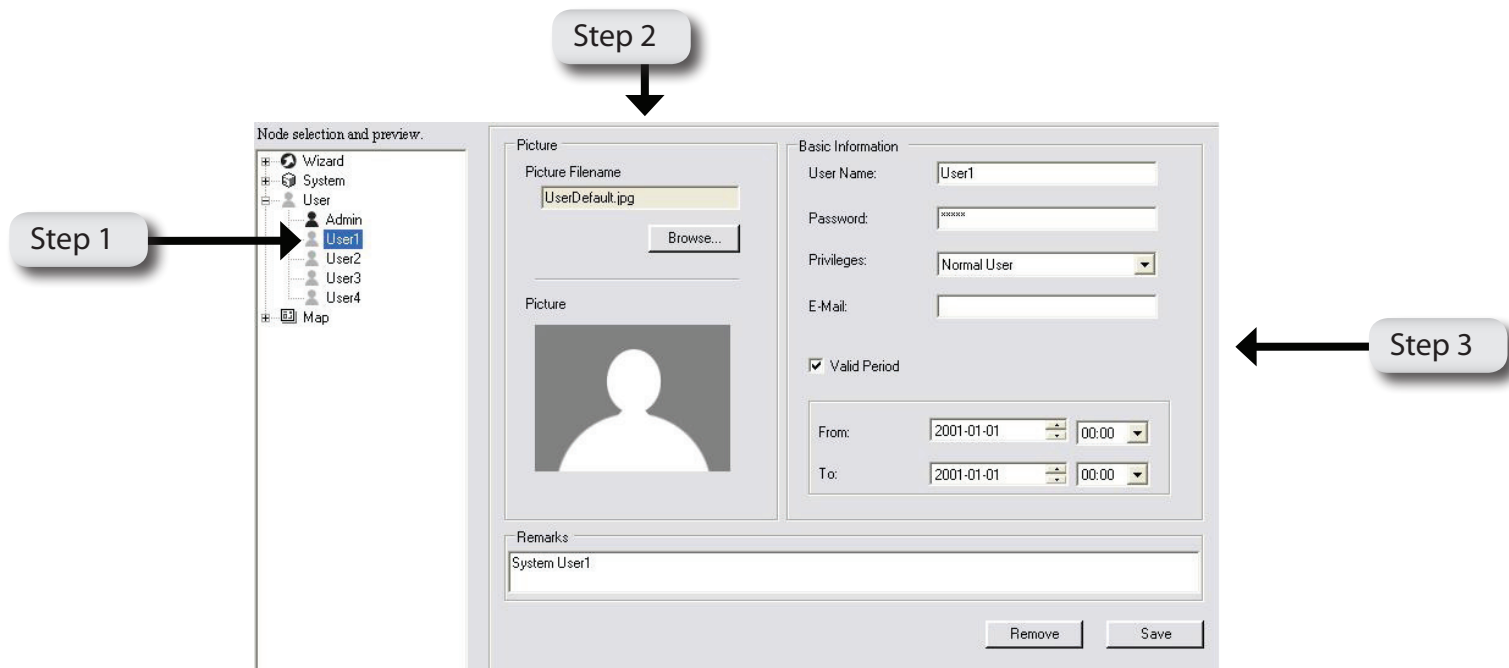 Step 2
Step 1
Step 3
Node selection and preview.
Wizard
System
User
Admin
User1
User2
User3
User4
Map
Picture
Picture Filename
UserDefault.jpg
Browse...
Picture
Basic Information
User Name: User1
Password: xxxxx
Privileges: Normal User
E-Mail:
Valid Period
From: 2001-01-01 00:00
To: 2001-01-01 00:00
Remarks
System User1
Remove Save